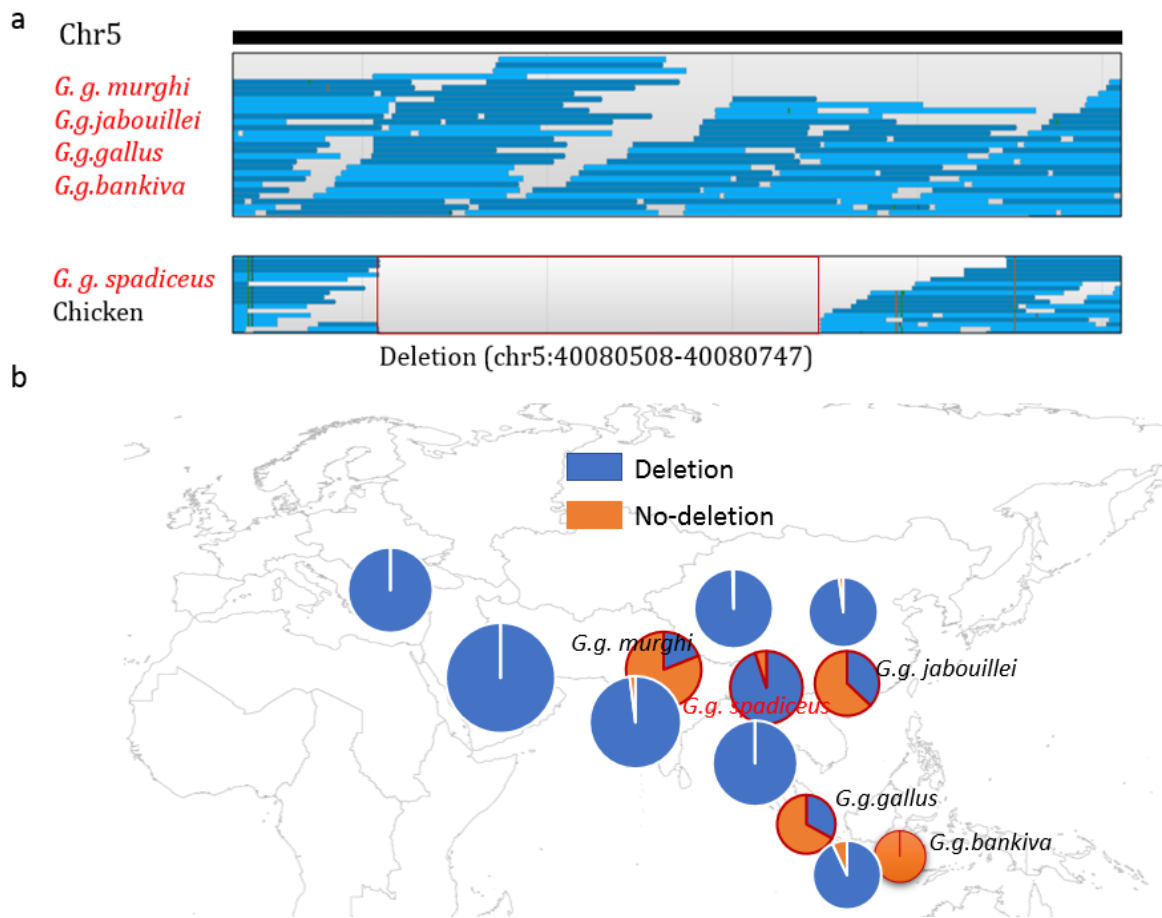 a
Chr5
G. g. murghi
G.g.jabouillei
G.g.gallus
G.g.bankiva
G. g. spadiceus
Chicken
Deletion (chr5:40080508-40080747)
b
Deletion
No-deletion
G.g. murghi
G.g. jabouillei
G.g. spadiceus
G.g.gallus
G.g.bankiva